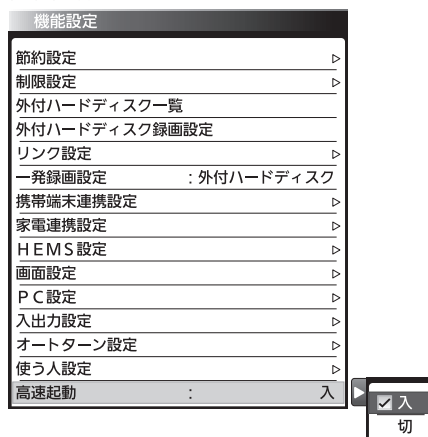 機能設定
節約設定
制限設定
外付ハードディスク一覧
外付ハードディスク録画設定
リンク設定
一発録画設定 : 外付ハードディスク
携帯端末連携設定
家電連携設定
HEMS設定
画面設定
PC設定
入出力設定
オートターン設定
使う人設定
高速起動 : 入
入
切